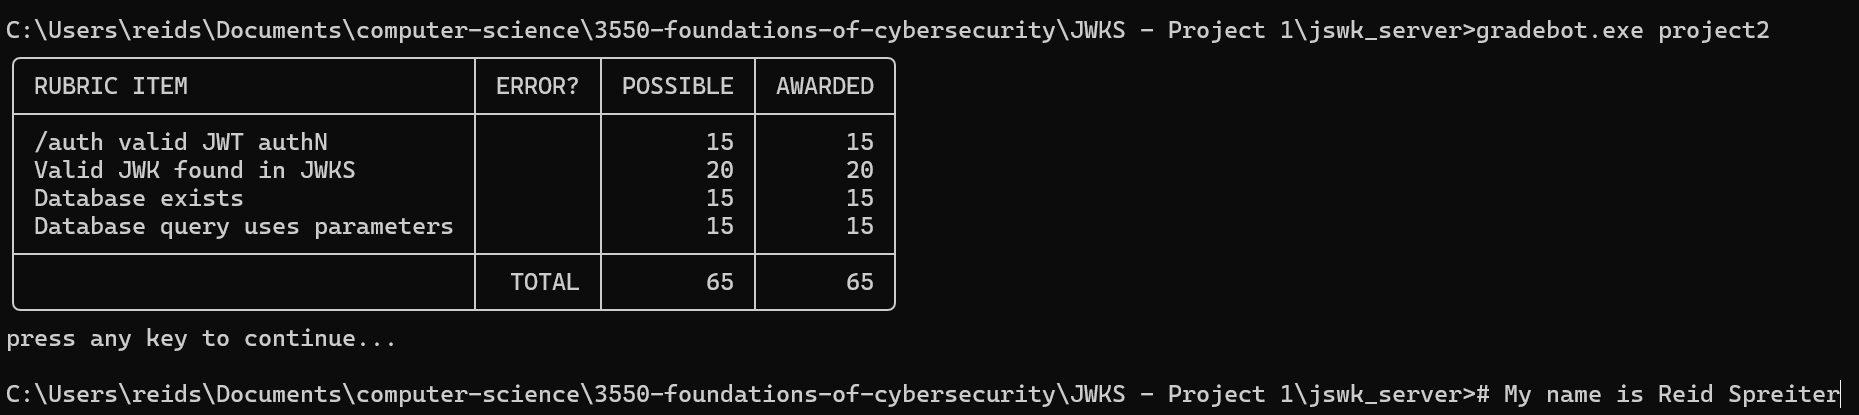 C:\Users\reids\Documents\computer-science\3550-foundations-of-cybersecurity\JWKS - Project 1\jswk_server>gradebot.exe project2
RUBRIC ITEM ERROR? POSSIBLE AWARDED
/auth valid JWT authN 15 15
Valid JWK found in JWKS 20 20
Database exists 15 15
Database query uses parameters 15 15
TOTAL 65 65
press any key to continue...
C:\Users\reids\Documents\computer-science\3550-foundations-of-cybersecurity\JWKS - Project 1\jswk_server># My name is Reid Spreiter